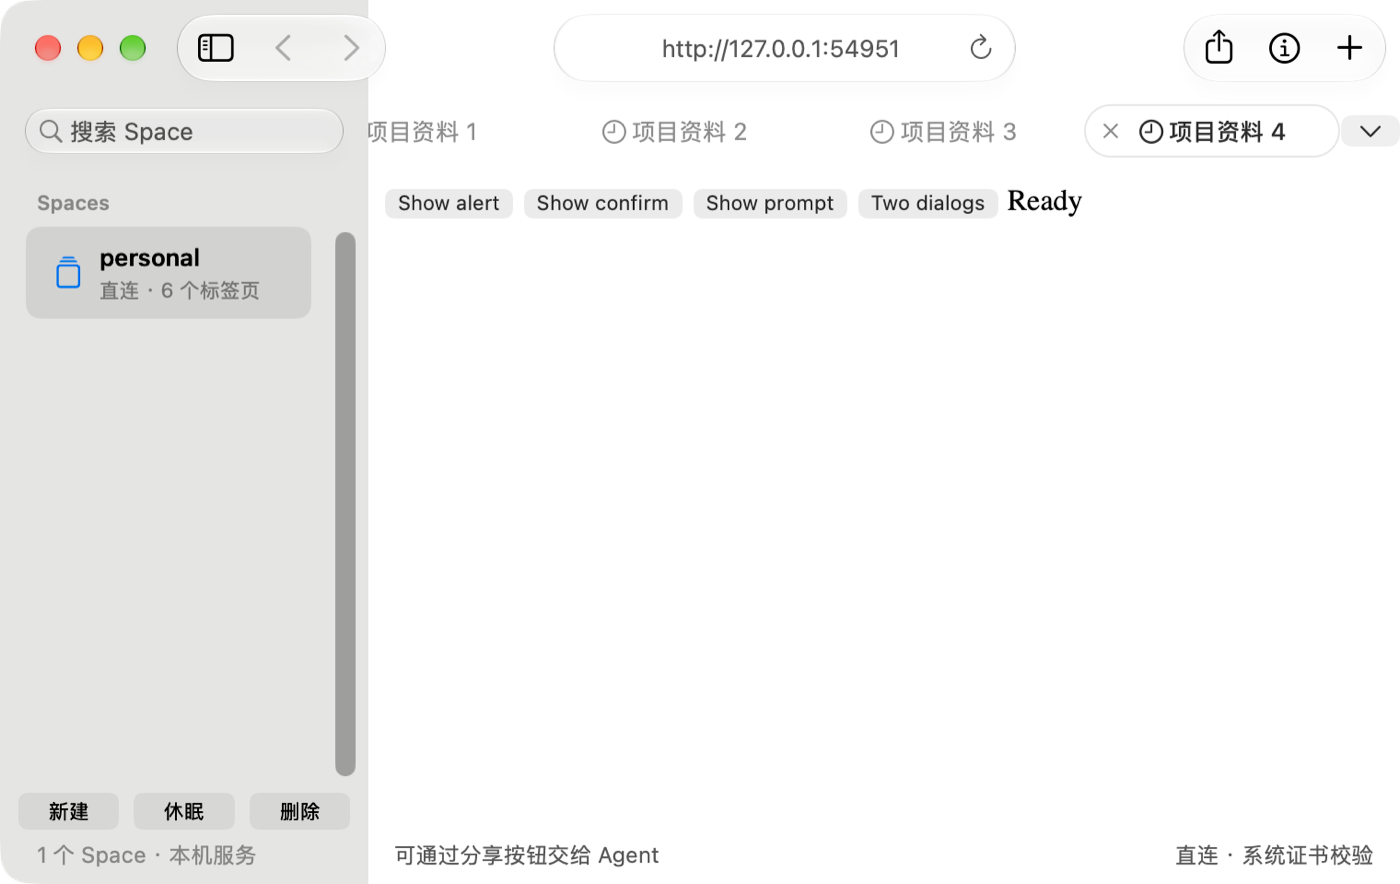 http://127.0.0.1:54951
搜索 Space
项目资料 1
项目资料 2
项目资料 3
项目资料 4
Spaces
personal
直连 · 6 个标签页
Show alert
Show confirm
Show prompt
Two dialogs
Ready
新建
休眠
删除
1 个 Space · 本机服务
可通过分享按钮交给 Agent
直连 · 系统证书校验